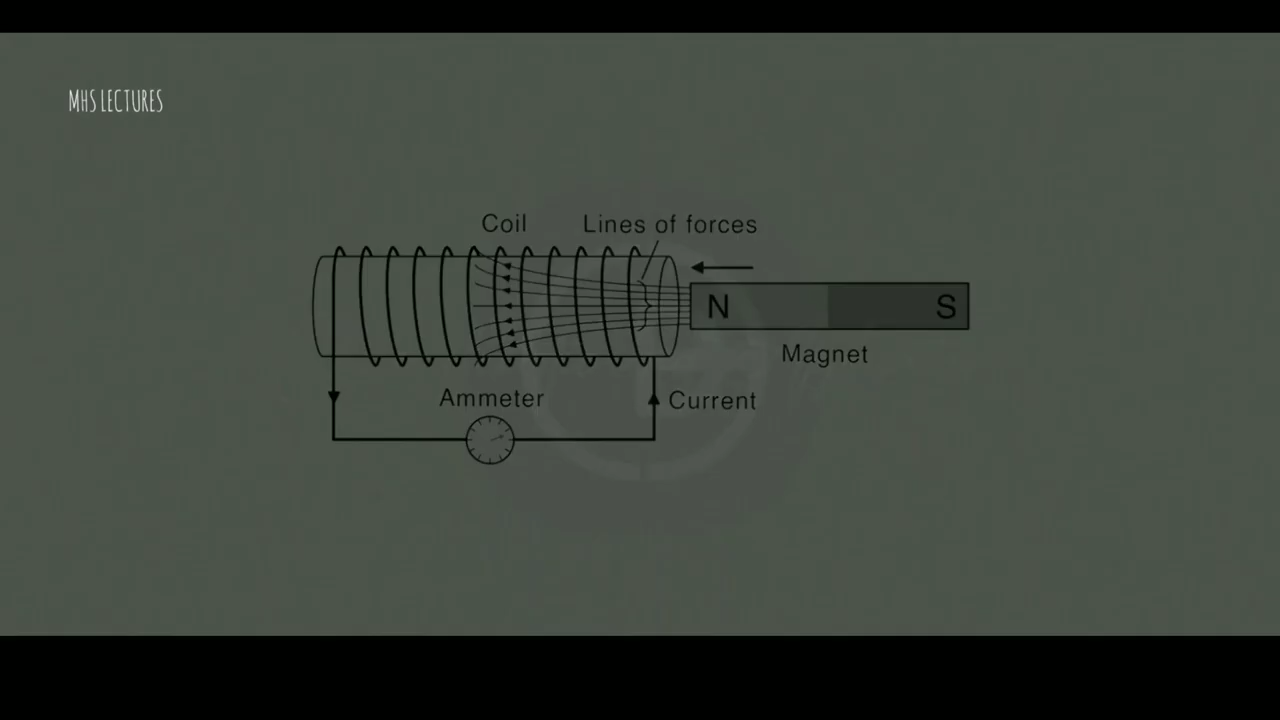 MHS LECTURES
Coil
Lines of forces
N
S
Magnet
Ammeter
Current